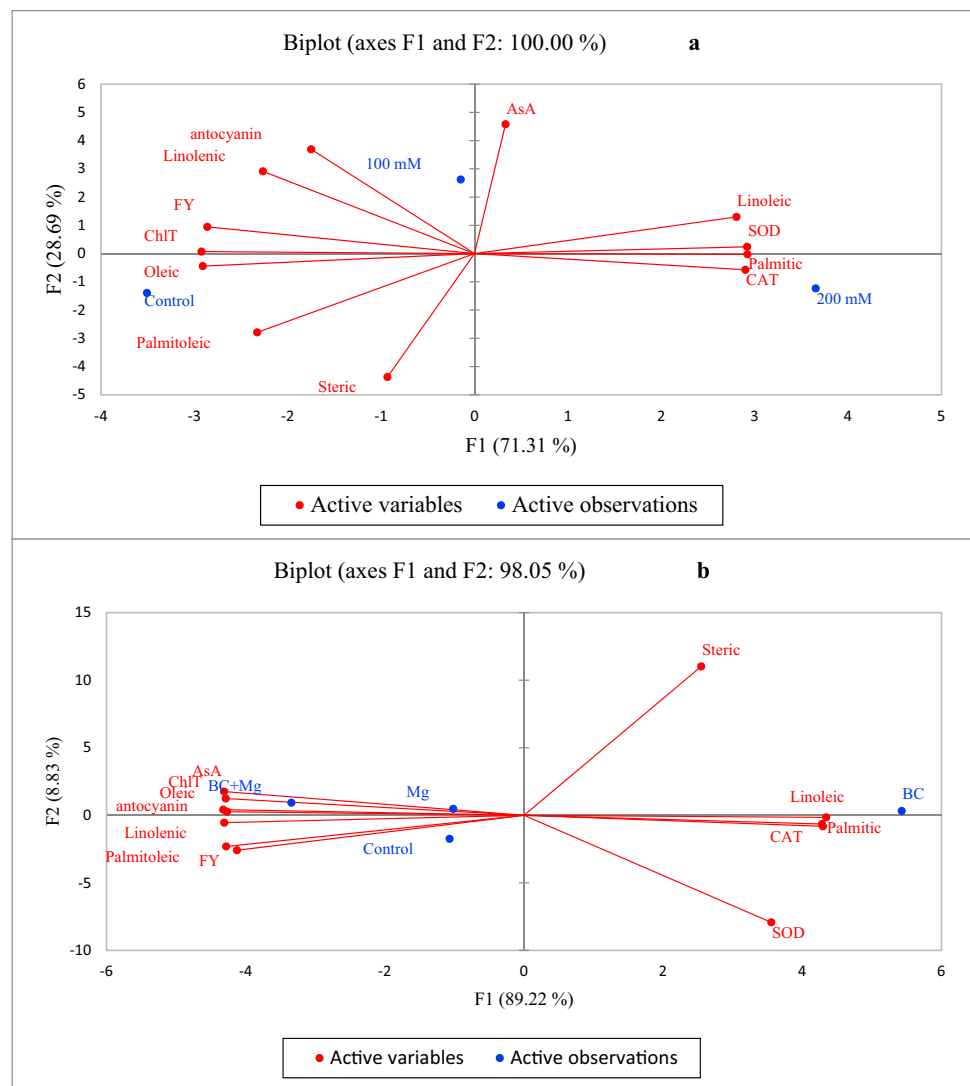 Biplot (axes F1 and F2: 100.00 %) a
6
5
4
3
2
1
0
-1
-2
-3
-4
-5
F2 (28.69 %)
AsA
antocyanin
Linolenic
100 mM
FY
Linoleic
ChlT
SOD
Oleic
Palmitic
CAT
Control
200 mM
Palmitoleic
Steric
-4 -3 -2 -1 0 1 2 3 4 5
F1 (71.31 %)
Active variables Active observations
Biplot (axes F1 and F2: 98.05 %) b
15
10
5
0
-5
-10
F2 (8.83 %)
Steric
AsA
ChlT
BC+Mg
Oleic
Mg
Linoleic
BC
antocyanin
Palmitic
Linolenic
CAT
Control
Palmitoleic
FY
SOD
-6 -4 -2 0 2 4 6
F1 (89.22 %)
Active variables Active observations